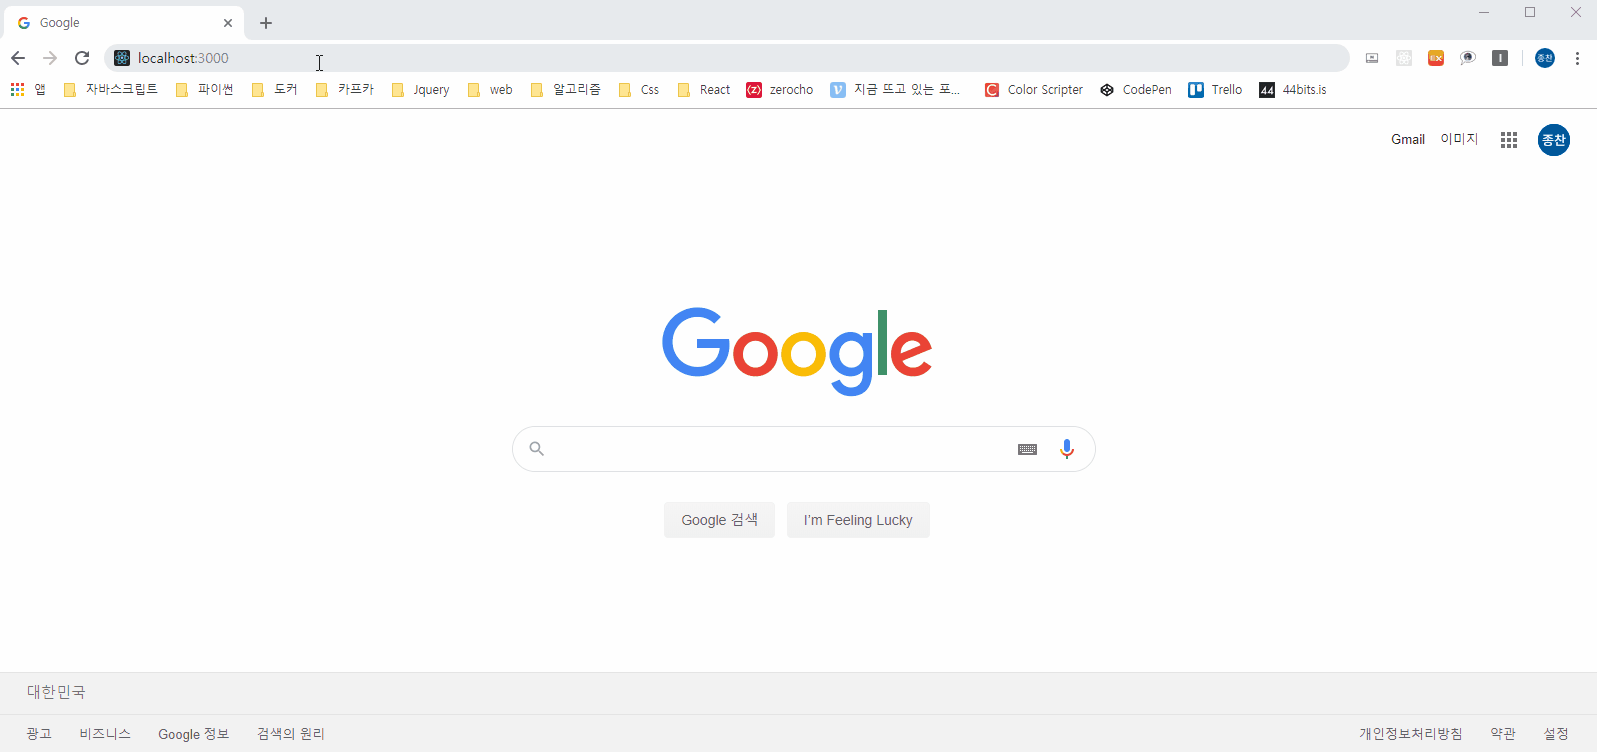 Google
localhost:3000
종찬
앱 자바스크립트 파이썬 도커 카프카 Jquery web 알고리즘 Css React zerocho 지금 뜨고 있는 포... Color Scripter CodePen Trello 44 44bits.is
Gmail 이미지 종찬
Google
Google 검색 I'm Feeling Lucky
대한민국
광고 비즈니스 Google 정보 검색의 원리 개인정보처리방침 약관 설정